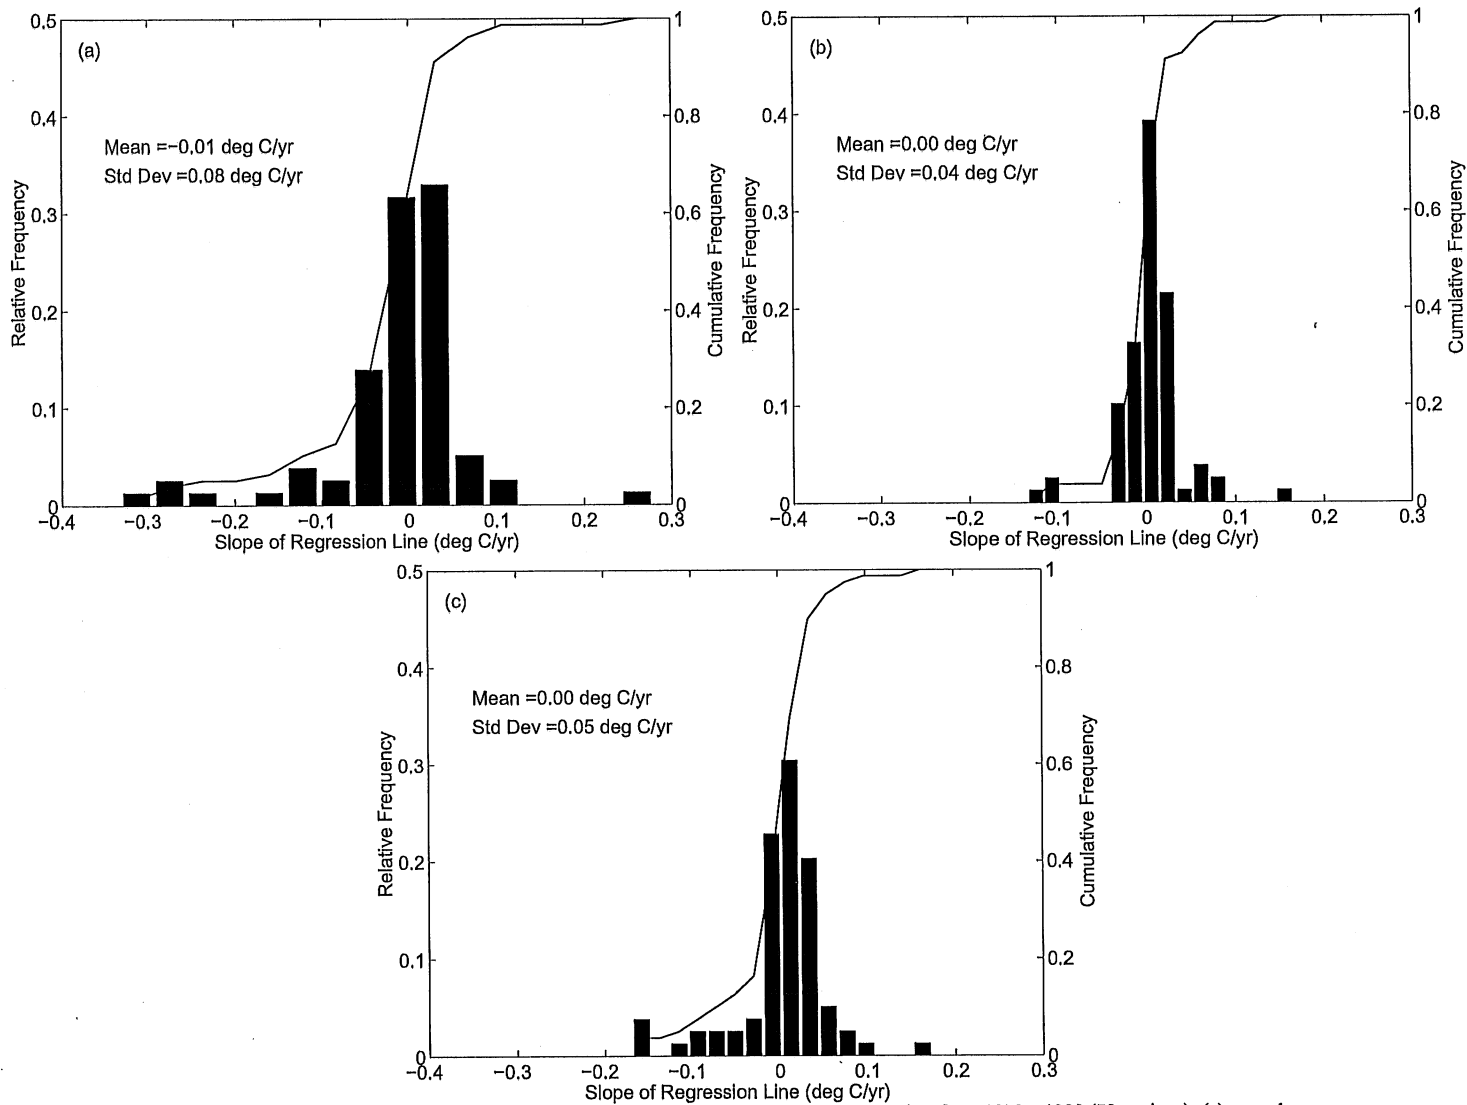 (a)
Mean =−0.01 deg C/yr
Std Dev =0.08 deg C/yr
Relative Frequency
0.5
0.4
0.3
0.2
0.1
0
Cumulative Frequency
1
0.8
0.6
0.4
0.2
0
−0.4 −0.3 −0.2 −0.1 0 0.1 0.2 0.3
Slope of Regression Line (deg C/yr)
(b)
Mean =0.00 deg C/yr
Std Dev =0.04 deg C/yr
Relative Frequency
0.5
0.4
0.3
0.2
0.1
0
Cumulative Frequency
1
0.8
0.6
0.4
0.2
0
−0.4 −0.3 −0.2 −0.1 0 0.1 0.2 0.3
Slope of Regression Line (deg C/yr)
(c)
Mean =0.00 deg C/yr
Std Dev =0.05 deg C/yr
Relative Frequency
0.5
0.4
0.3
0.2
0.1
0
Cumulative Frequency
1
0.8
0.6
0.4
0.2
0
−0.4 −0.3 −0.2 −0.1 0 0.1 0.2 0.3
Slope of Regression Line (deg C/yr)